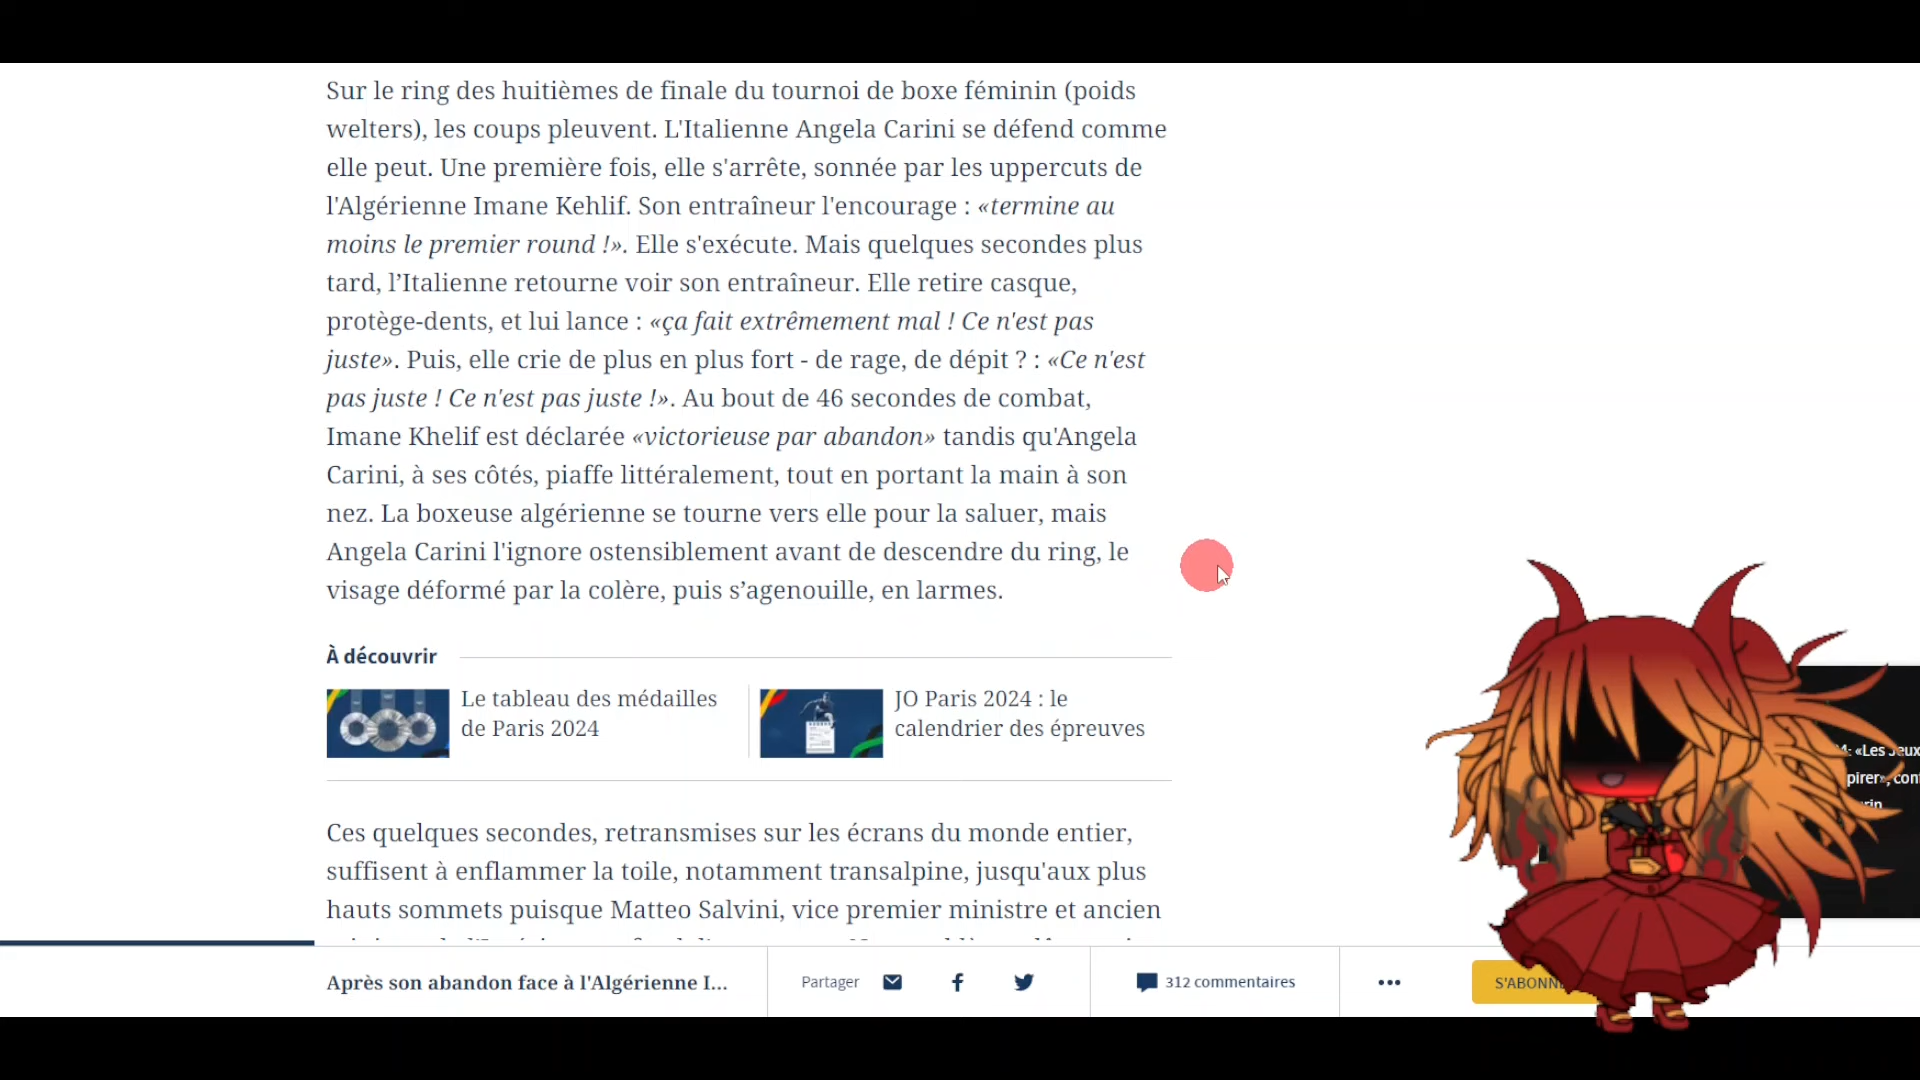 Sur le ring des huitièmes de finale du tournoi de boxe féminin (poids
welters), les coups pleuvent. L'Italienne Angela Carini se défend comme
elle peut. Une première fois, elle s'arrête, sonnée par les uppercuts de
l'Algérienne Imane Kehlif. Son entraîneur l'encourage : «termine au
moins le premier round !». Elle s'exécute. Mais quelques secondes plus
tard, l’Italienne retourne voir son entraîneur. Elle retire casque,
protège-dents, et lui lance : «ça fait extrêmement mal ! Ce n'est pas
juste». Puis, elle crie de plus en plus fort - de rage, de dépit ? : «Ce n'est
pas juste ! Ce n'est pas juste !». Au bout de 46 secondes de combat,
Imane Khelif est déclarée «victorieuse par abandon» tandis qu'Angela
Carini, à ses côtés, piaffe littéralement, tout en portant la main à son
nez. La boxeuse algérienne se tourne vers elle pour la saluer, mais
Angela Carini l'ignore ostensiblement avant de descendre du ring, le
visage déformé par la colère, puis s’agenouille, en larmes.
À découvrir
Le tableau des médailles
de Paris 2024
JO Paris 2024 : le
calendrier des épreuves
«Les Jeux
Ces quelques secondes, retransmises sur les écrans du monde entier,
suffisent à enflammer la toile, notamment transalpine, jusqu'aux plus
hauts sommets puisque Matteo Salvini, vice premier ministre et ancien
Après son abandon face à l'Algérienne I...
Partager
312 commentaires
S'ABONN